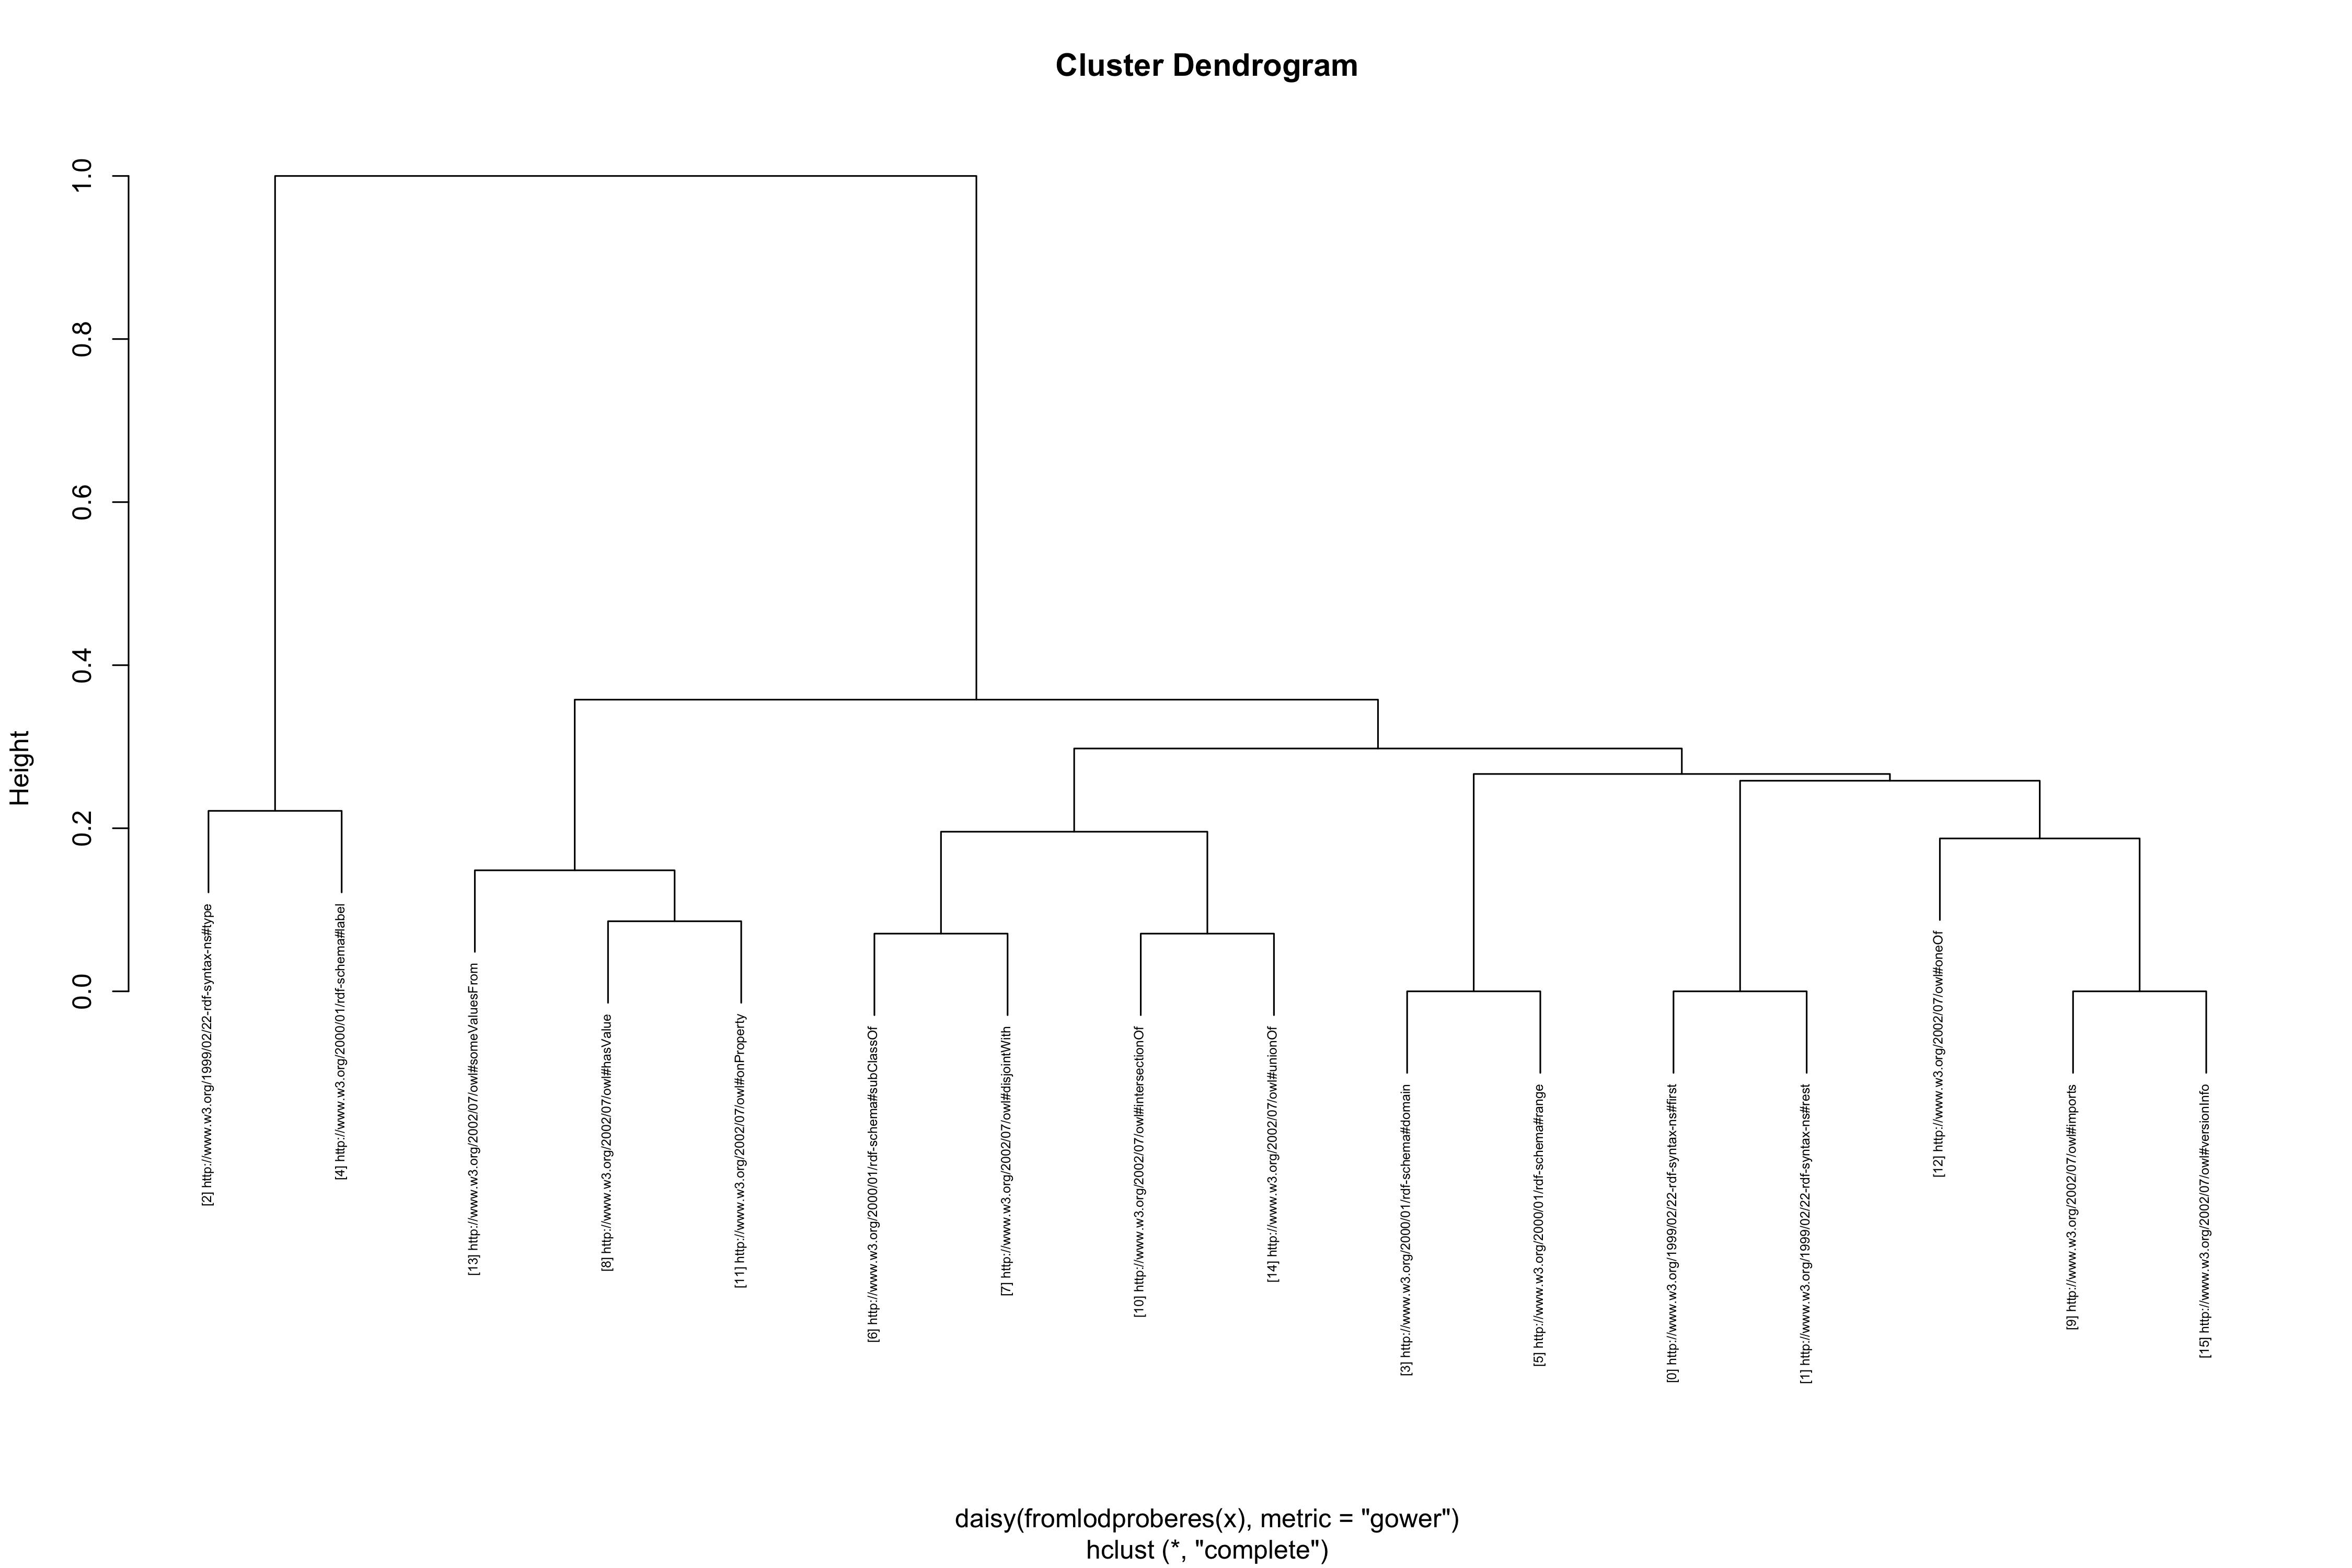 Cluster Dendrogram
Height
1.0
0.8
0.6
0.4
0.2
0.0
[2] http://www.w3.org/1999/02/22-rdf-syntax-ns#type
[4] http://www.w3.org/2000/01/rdf-schema#label
[13] http://www.w3.org/2002/07/owl#someValuesFrom
[8] http://www.w3.org/2002/07/owl#hasValue
[11] http://www.w3.org/2002/07/owl#onProperty
[6] http://www.w3.org/2000/01/rdf-schema#subClassOf
[7] http://www.w3.org/2002/07/owl#disjointWith
[10] http://www.w3.org/2002/07/owl#intersectionOf
[14] http://www.w3.org/2002/07/owl#unionOf
[3] http://www.w3.org/2000/01/rdf-schema#domain
[5] http://www.w3.org/2000/01/rdf-schema#range
[0] http://www.w3.org/1999/02/22-rdf-syntax-ns#first
[1] http://www.w3.org/1999/02/22-rdf-syntax-ns#rest
[12] http://www.w3.org/2002/07/owl#oneOf
[9] http://www.w3.org/2002/07/owl#imports
[15] http://www.w3.org/2002/07/owl#versionInfo
daisy(fromlodproberes(x), metric = "gower")
hclust (*, "complete")